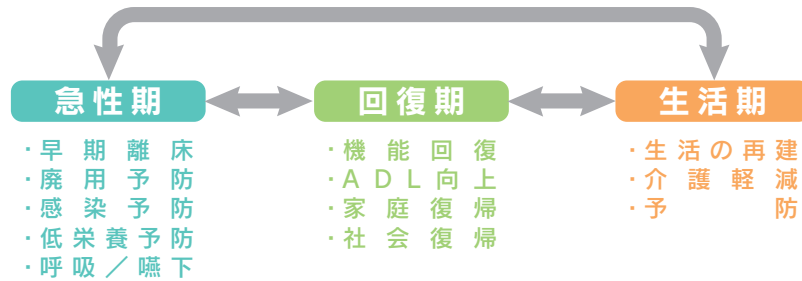 急性期
・早期離床
・廃用予防
・感染予防
・低栄養予防
・呼吸／嚥下
回復期
・機能回復
・ADL向上
・家庭復帰
・社会復帰
生活期
・生活の再建
・介護軽減
・予防